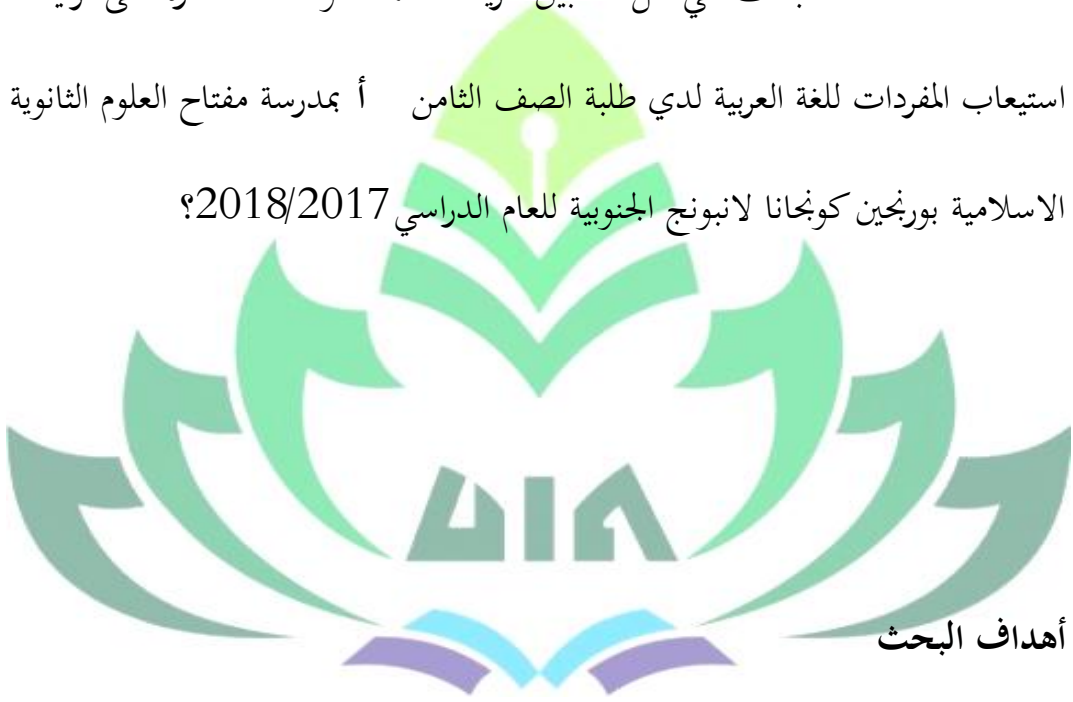 استيعاب المفردات للغة العربية لدي طلبة الصف الثامن أ بمدرسة مفتاح العلوم الثانوية
الاسلامية بورنجين كونجانا لانبونج الجنوبية للعام الدراسي 2018/2017؟
أهداف البحث